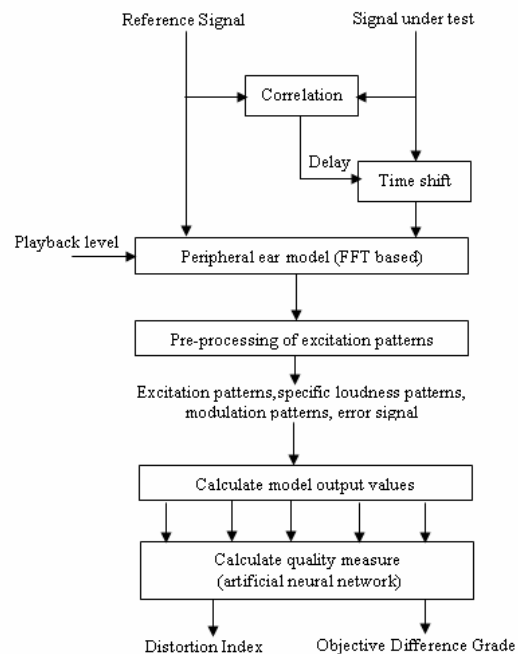 Reference Signal
Signal under test
Correlation
Delay
Time shift
Playback level
Peripheral ear model (FFT based)
Pre-processing of excitation patterns
Excitation patterns,specific loudness patterns,
modulation patterns, error signal
Calculate model output values
Calculate quality measure
(artificial neural network)
Distortion Index
Objective Difference Grade